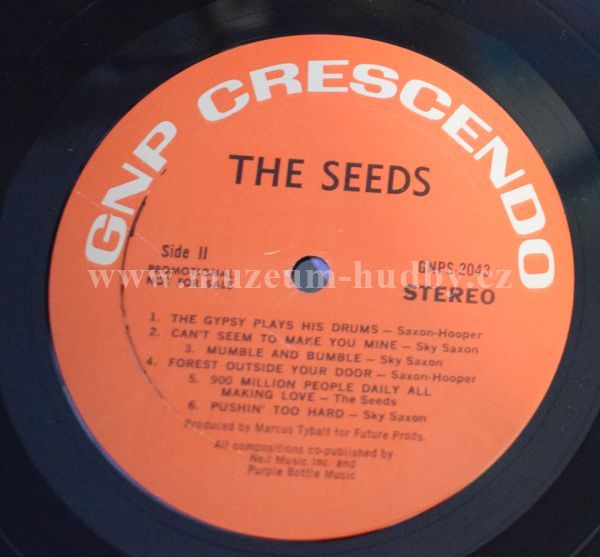 GNP CRESCENDO
THE SEEDS
Side II
GNPS-2043
PROMOTIONAL
NOT FOR SALE
STEREO
www.muzeum-hudby.cz
1. THE GYPSY PLAYS HIS DRUMS – Saxon-Hooper
2. CAN'T SEEM TO MAKE YOU MINE – Sky Saxon
3. MUMBLE AND BUMBLE – Sky Saxon
4. FOREST OUTSIDE YOUR DOOR – Saxon-Hooper
5. 900 MILLION PEOPLE DAILY ALL
MAKING LOVE – The Seeds
6. PUSHIN' TOO HARD – Sky Saxon
Produced by Marcus Tybalt for Future Prods.
All compositions co-published by
Neil Music Inc. and
Purple Bottle Music